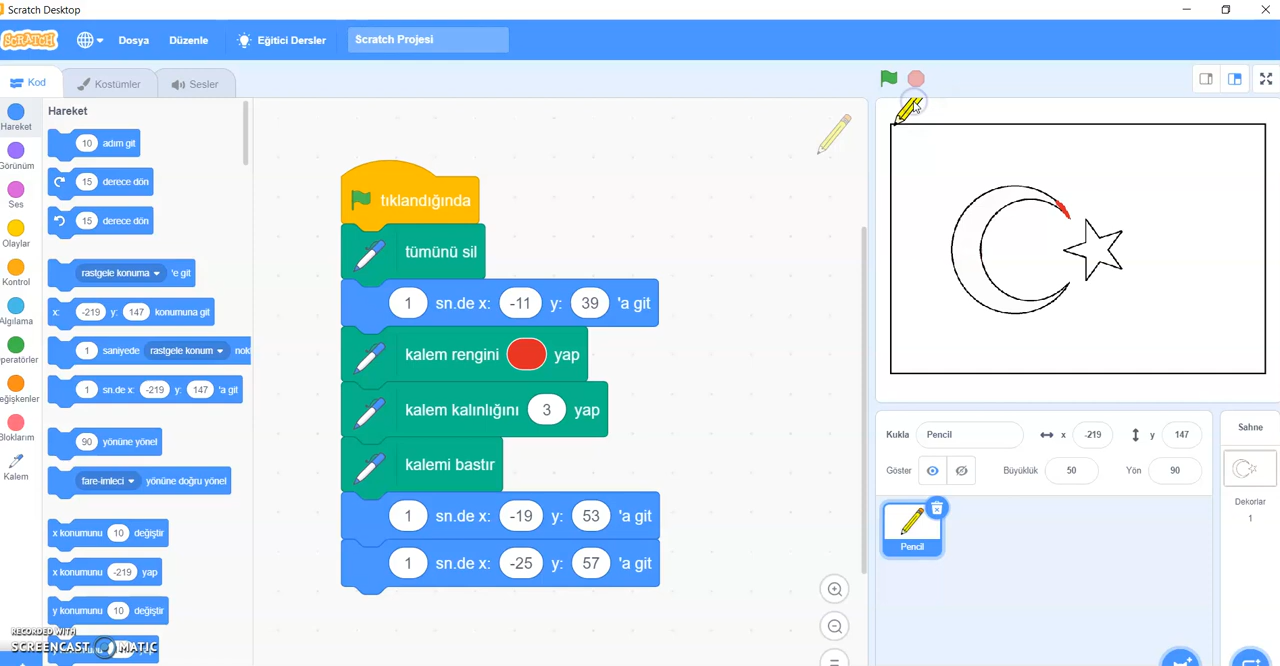 Scratch Desktop
SCRATCH
Dosya
Düzenle
Eğitici Dersler
Scratch Projesi
Kod
Kostümler
Sesler
Hareket
Görünüm
Ses
Olaylar
Kontrol
Algılama
Operatörler
Değişkenler
Bloklarım
Kalem
Hareket
10 adım git
15 derece dön
15 derece dön
rastgele konuma 'e git
x: -219 y: 147 konumuna git
1 saniyede rastgele konum nok
1 sn.de x: -219 y: 147 'a git
90 yönüne yönel
fare-imleci yönüne doğru yönel
x konumunu 10 değiştir
x konumunu -219 yap
y konumunu 10 değiştir
RECORDED WITH
SCREENCAST MATIC
tıklandığında
tümünü sil
1 sn.de x: -11 y: 39 'a git
kalem rengini yap
kalem kalınlığını 3 yap
kalemi bastır
1 sn.de x: -19 y: 53 'a git
1 sn.de x: -25 y: 57 'a git
Kukla Pencil x -219 y 147
Göster Büyüklük 50 Yön 90
Pencil
Sahne
Dekorlar
1